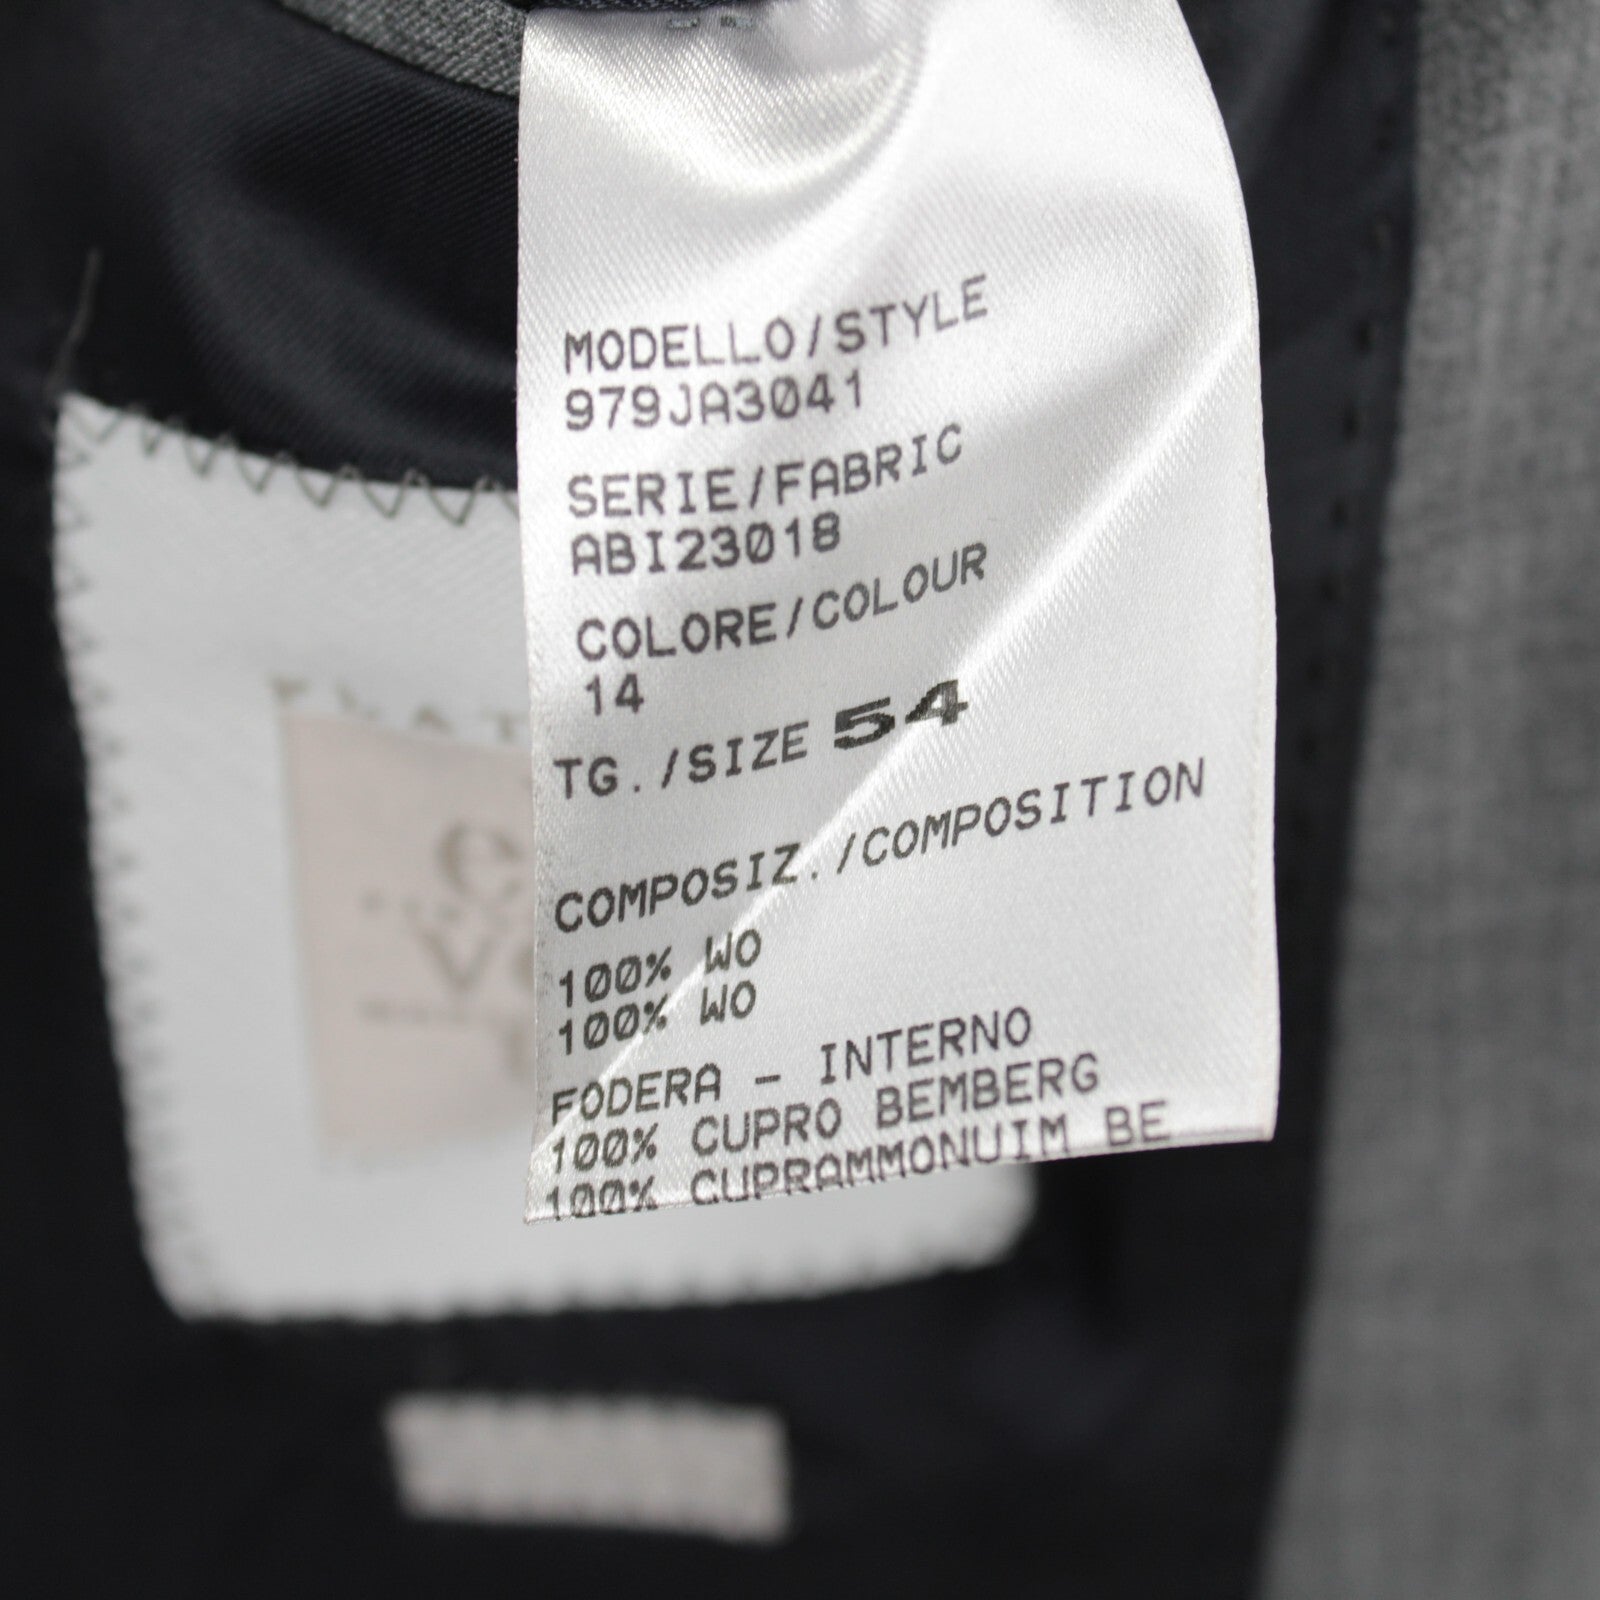 MODELLO/STYLE
979JA3041
SERIE/FABRIC
ABI23018
COLORE/COLOUR
14
TG./SIZE 54
COMPOSIZ./COMPOSITION
100% WO
100% WO
FODERA - INTERNO
100% CUPRO BEMBERG
100% CUPRAMMONUIM BE